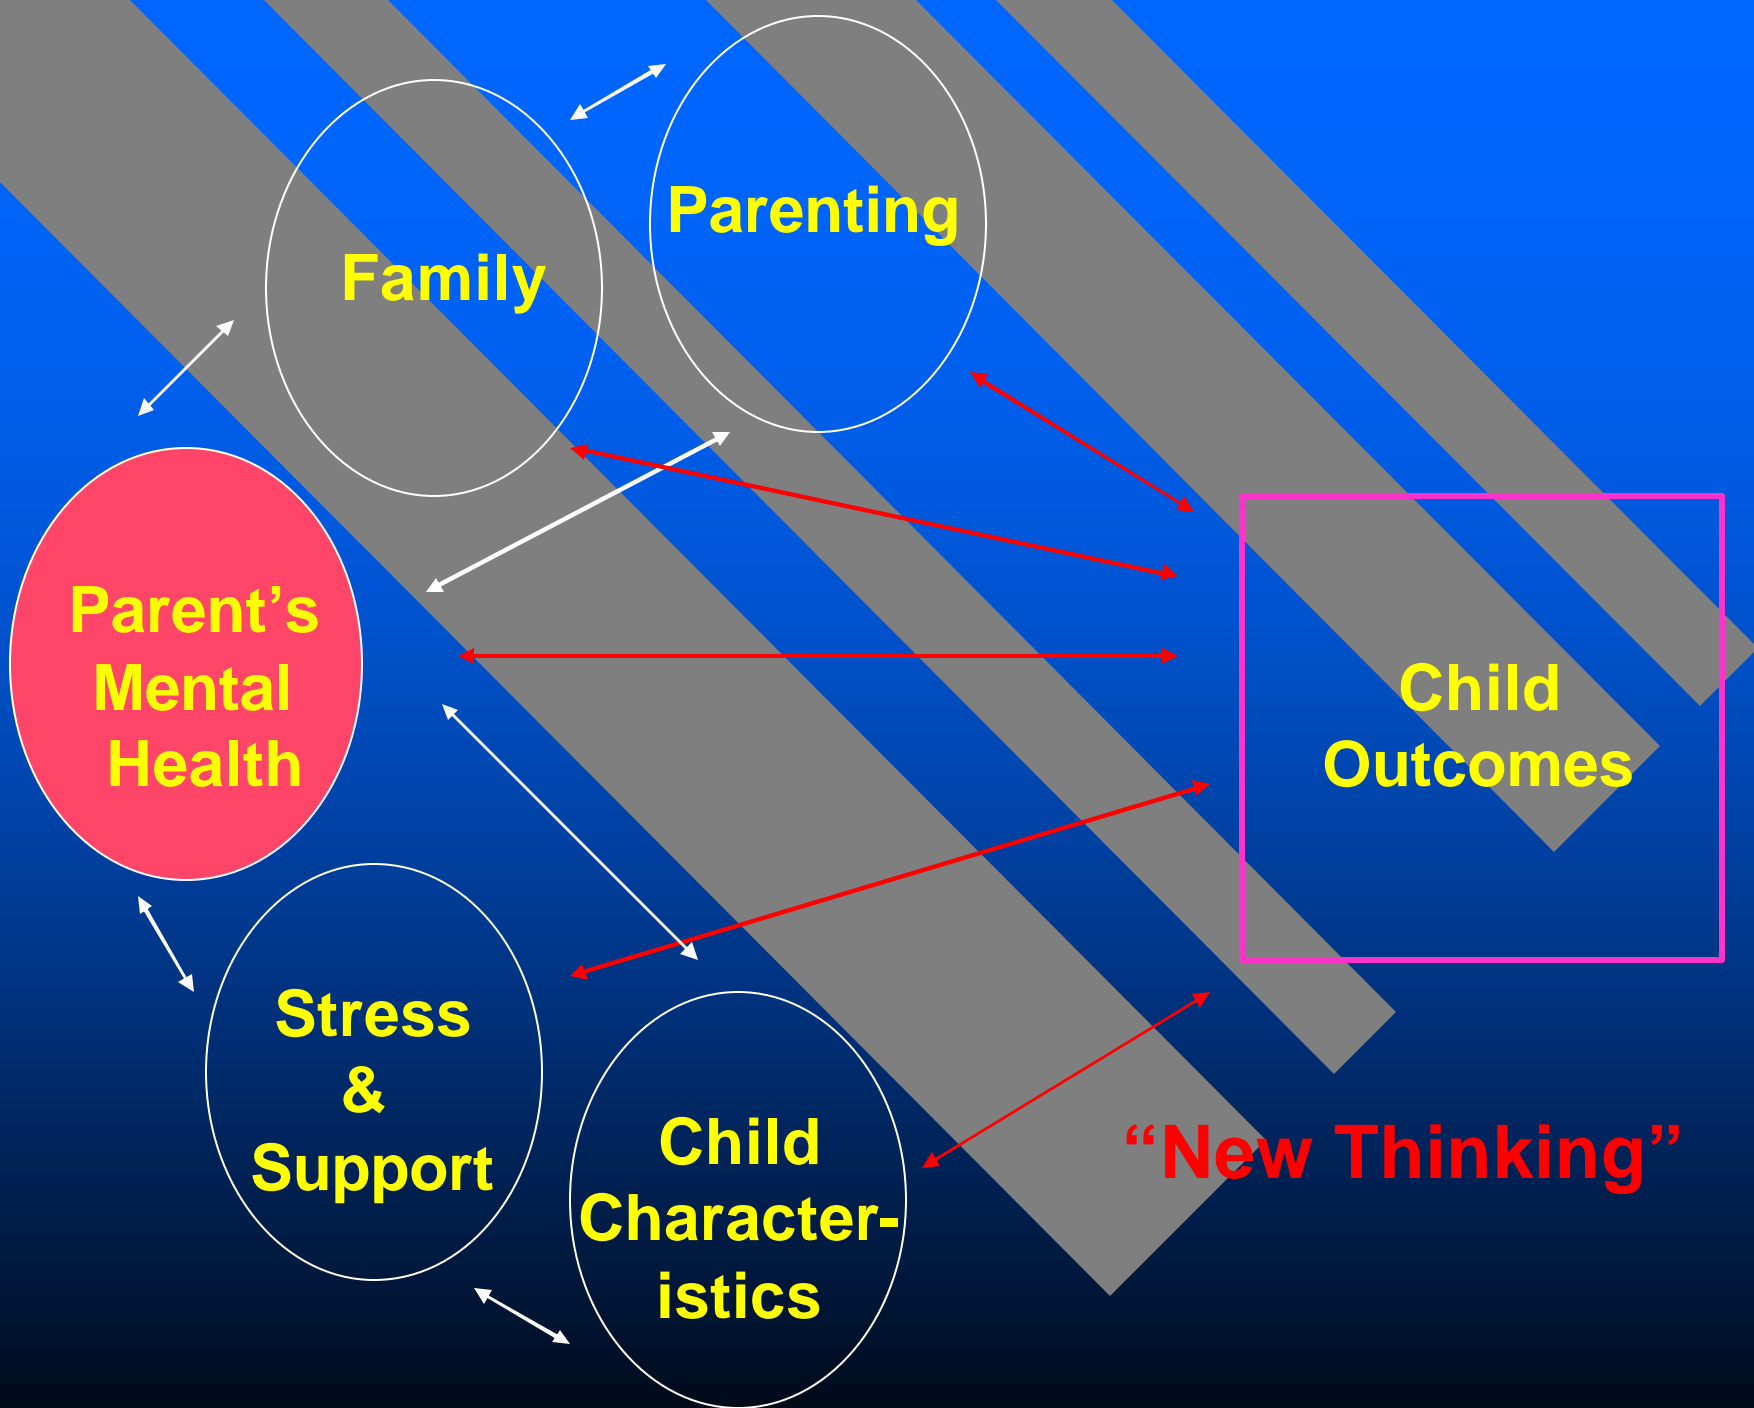 Parenting
Family
Parent’s
Mental
Health
Child
Outcomes
Stress
&
Support
Child
Character-
istics
“New Thinking”